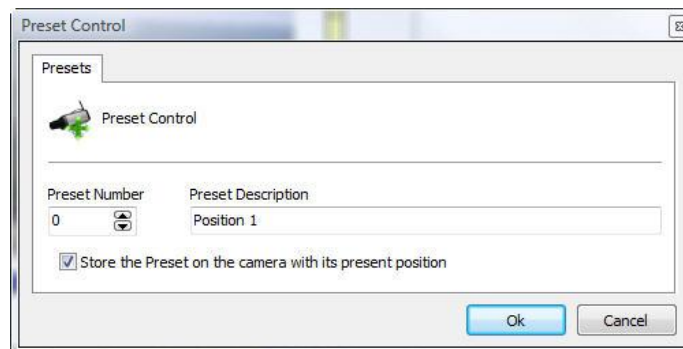 Preset Control
Presets
Preset Control
Preset Number Preset Description
0 Position 1
Store the Preset on the camera with its present position
Ok Cancel